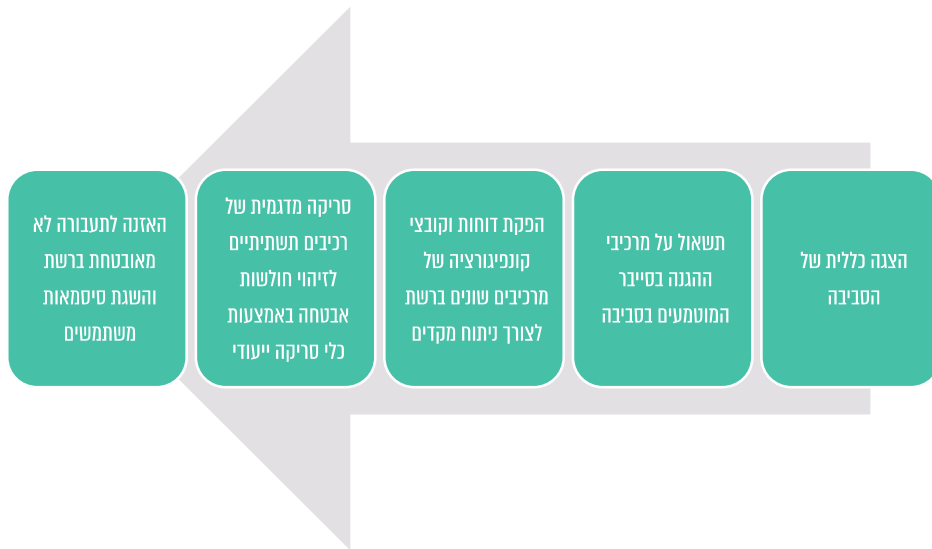 הצגה כללית של
הסביבה
תשאול על מרכיבי
ההגנה בסייבר
המוטמעים בסביבה
הפקת דוחות וקובצי
קונפיגורציה של
מרכיבים שונים ברשת
לצורך ניתוח מקדים
סריקה מדגמית של
רכיבים תשתיתיים
לזיהוי חולשות
אבטחה באמצעות
כלי סריקה ייעודי
האזנה לתעבורה לא
מאובטחת ברשת
והשגת סיסמאות
משתמשים